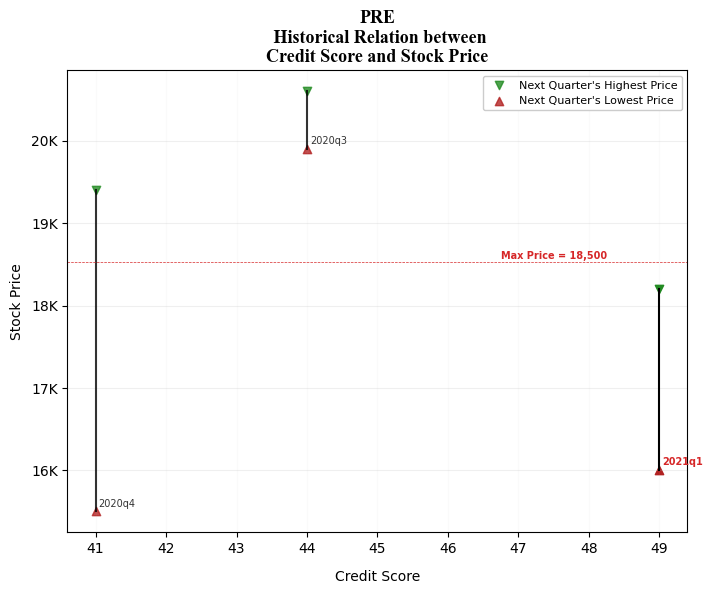 PRE
Historical Relation between
Credit Score and Stock Price
Next Quarter's Highest Price
Next Quarter's Lowest Price
2020q3
20K
19K
Max Price = 18,500
18K
Stock Price
17K
2021q1
16K
2020q4
41 42 43 44 45 46 47 48 49
Credit Score